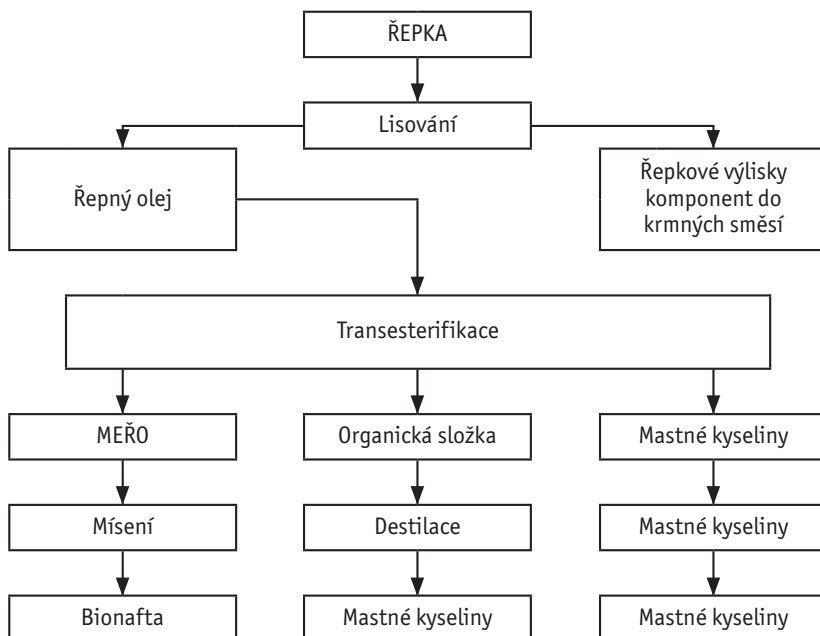 ŘEPKA
Lisování
Řepný olej
Řepkové výlisky
komponent do
krmných směsí
Transesterifikace
MEŘO
Organická složka
Mastné kyseliny
Mísení
Destilace
Mastné kyseliny
Bionafta
Mastné kyseliny
Mastné kyseliny